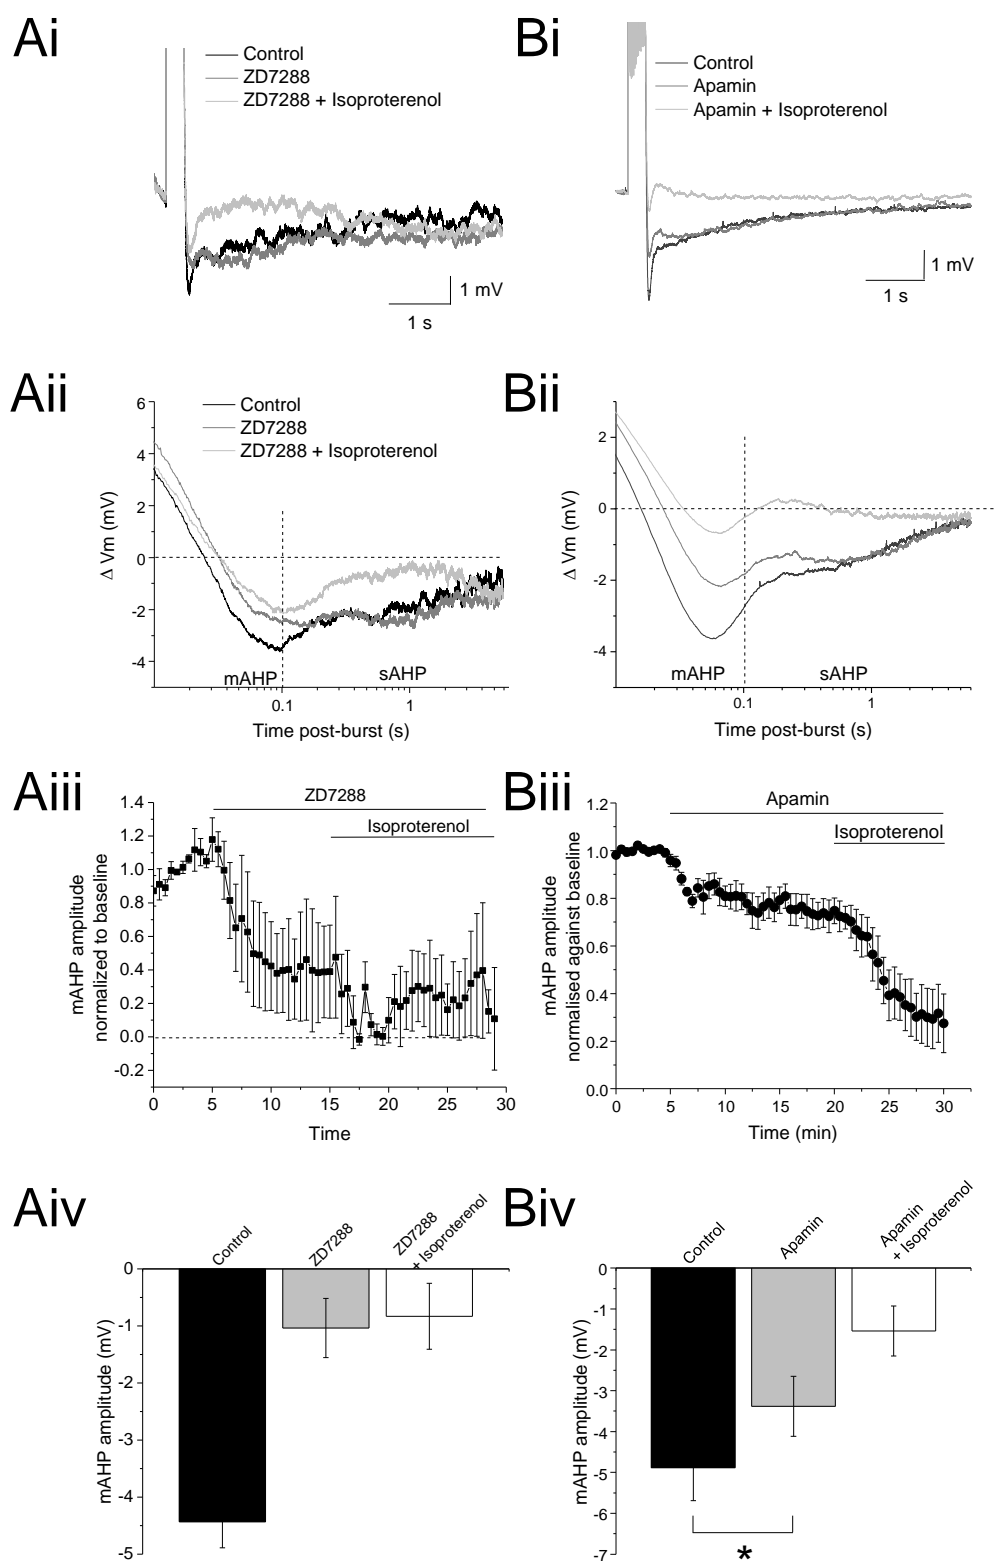 Ai
Control
ZD7288
ZD7288 + Isoproterenol
1 mV
1 s
Bi
Control
Apamin
Apamin + Isoproterenol
1 mV
1 s
Aii
Control
ZD7288
ZD7288 + Isoproterenol
6
4
2
0
-2
-4
Δ Vm (mV)
mAHP
sAHP
0.1
1
Time post-burst (s)
Bii
2
0
-2
-4
Δ Vm (mV)
mAHP
sAHP
0.1
1
Time post-burst (s)
Aiii
ZD7288
Isoproterenol
1.4
1.2
1.0
0.8
0.6
0.4
0.2
0.0
-0.2
mAHP amplitude
normalized to baseline
0
5
10
15
20
25
30
Time
Biii
Apamin
Isoproterenol
1.2
1.0
0.8
0.6
0.4
0.2
0.0
mAHP amplitude
normalised against baseline
0
5
10
15
20
25
30
Time (min)
Aiv
Control
ZD7288
ZD7288
+ Isoproterenol
0
-1
-2
-3
-4
-5
mAHP amplitude (mV)
Biv
Control
Apamin
Apamin
+ Isoproterenol
0
-1
-2
-3
-4
-5
-6
-7
mAHP amplitude (mV)
*